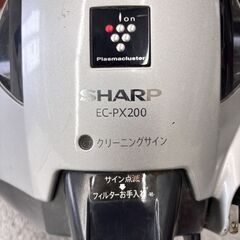 Ion
Plasmacluster
SHARP
EC-PX200
クリーニングサイン
サイン点滅
フィルターお手入れ